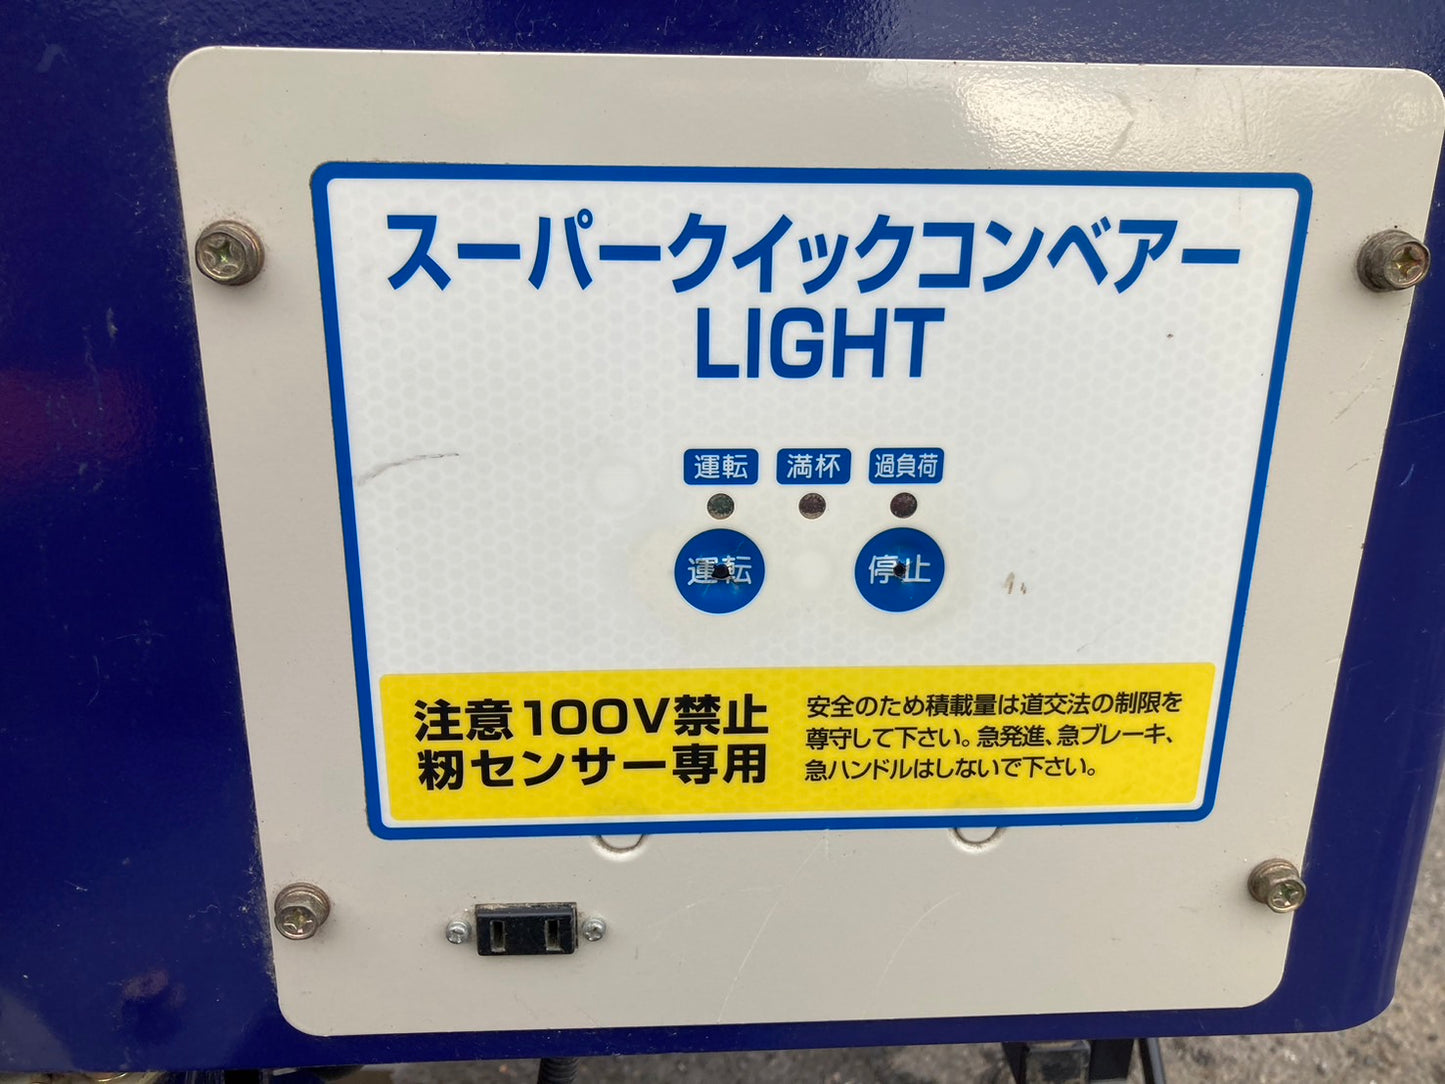 スーパークイックコンベアー
LIGHT
運転 満杯 過負荷
運転 停止
注意100V禁止
籾センサー専用
安全のため積載量は道交法の制限を
尊守して下さい。急発進、急ブレーキ、
急ハンドルはしないで下さい。